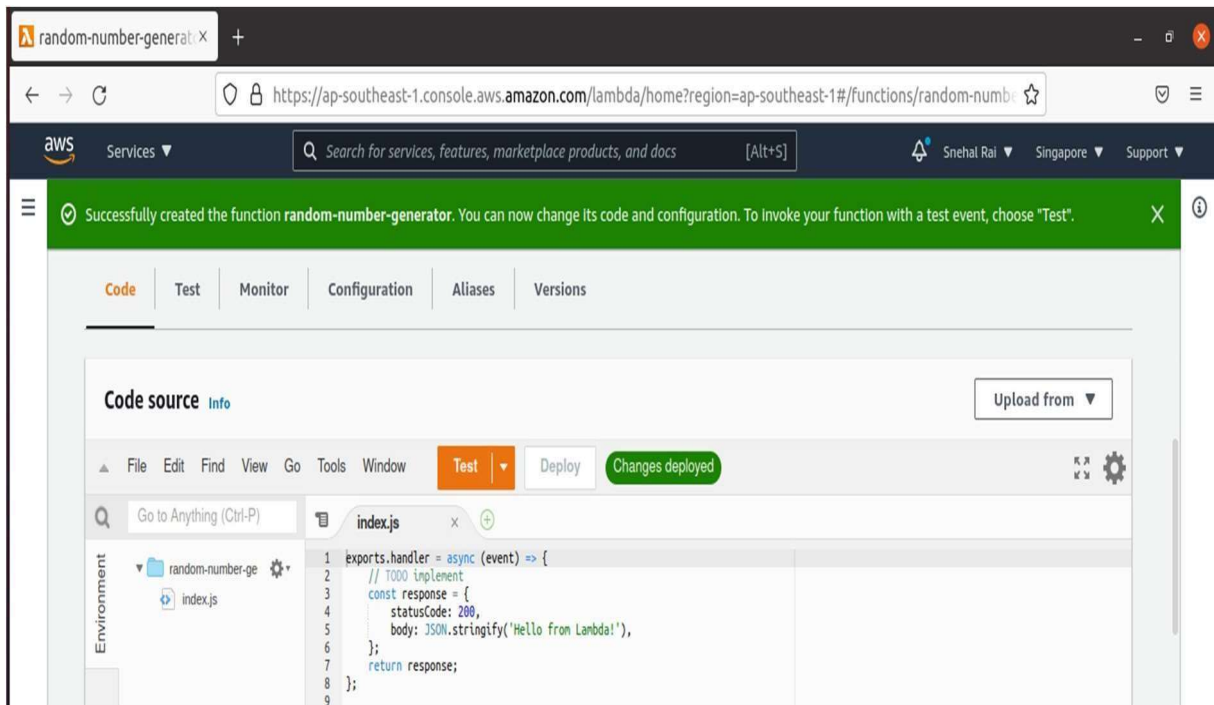 random-number-generat
https://ap-southeast-1.console.aws.amazon.com/lambda/home?region=ap-southeast-1#/functions/random-numbe
aws Services ▼ Search for services, features, marketplace products, and docs [Alt+S] Snehal Rai ▼ Singapore ▼ Support ▼
Successfully created the function random-number-generator. You can now change its code and configuration. To invoke your function with a test event, choose "Test".
Code Test Monitor Configuration Aliases Versions
Code source Info Upload from ▼
File Edit Find View Go Tools Window Test Deploy Changes deployed
Go to Anything (Ctrl-P) index.js
Environment
random-number-ge
index.js
1 exports.handler = async (event) => {
2 // TODO implement
3 const response = {
4 statusCode: 200,
5 body: JSON.stringify('Hello from Lambda!'),
6 };
7 return response;
8 };
9